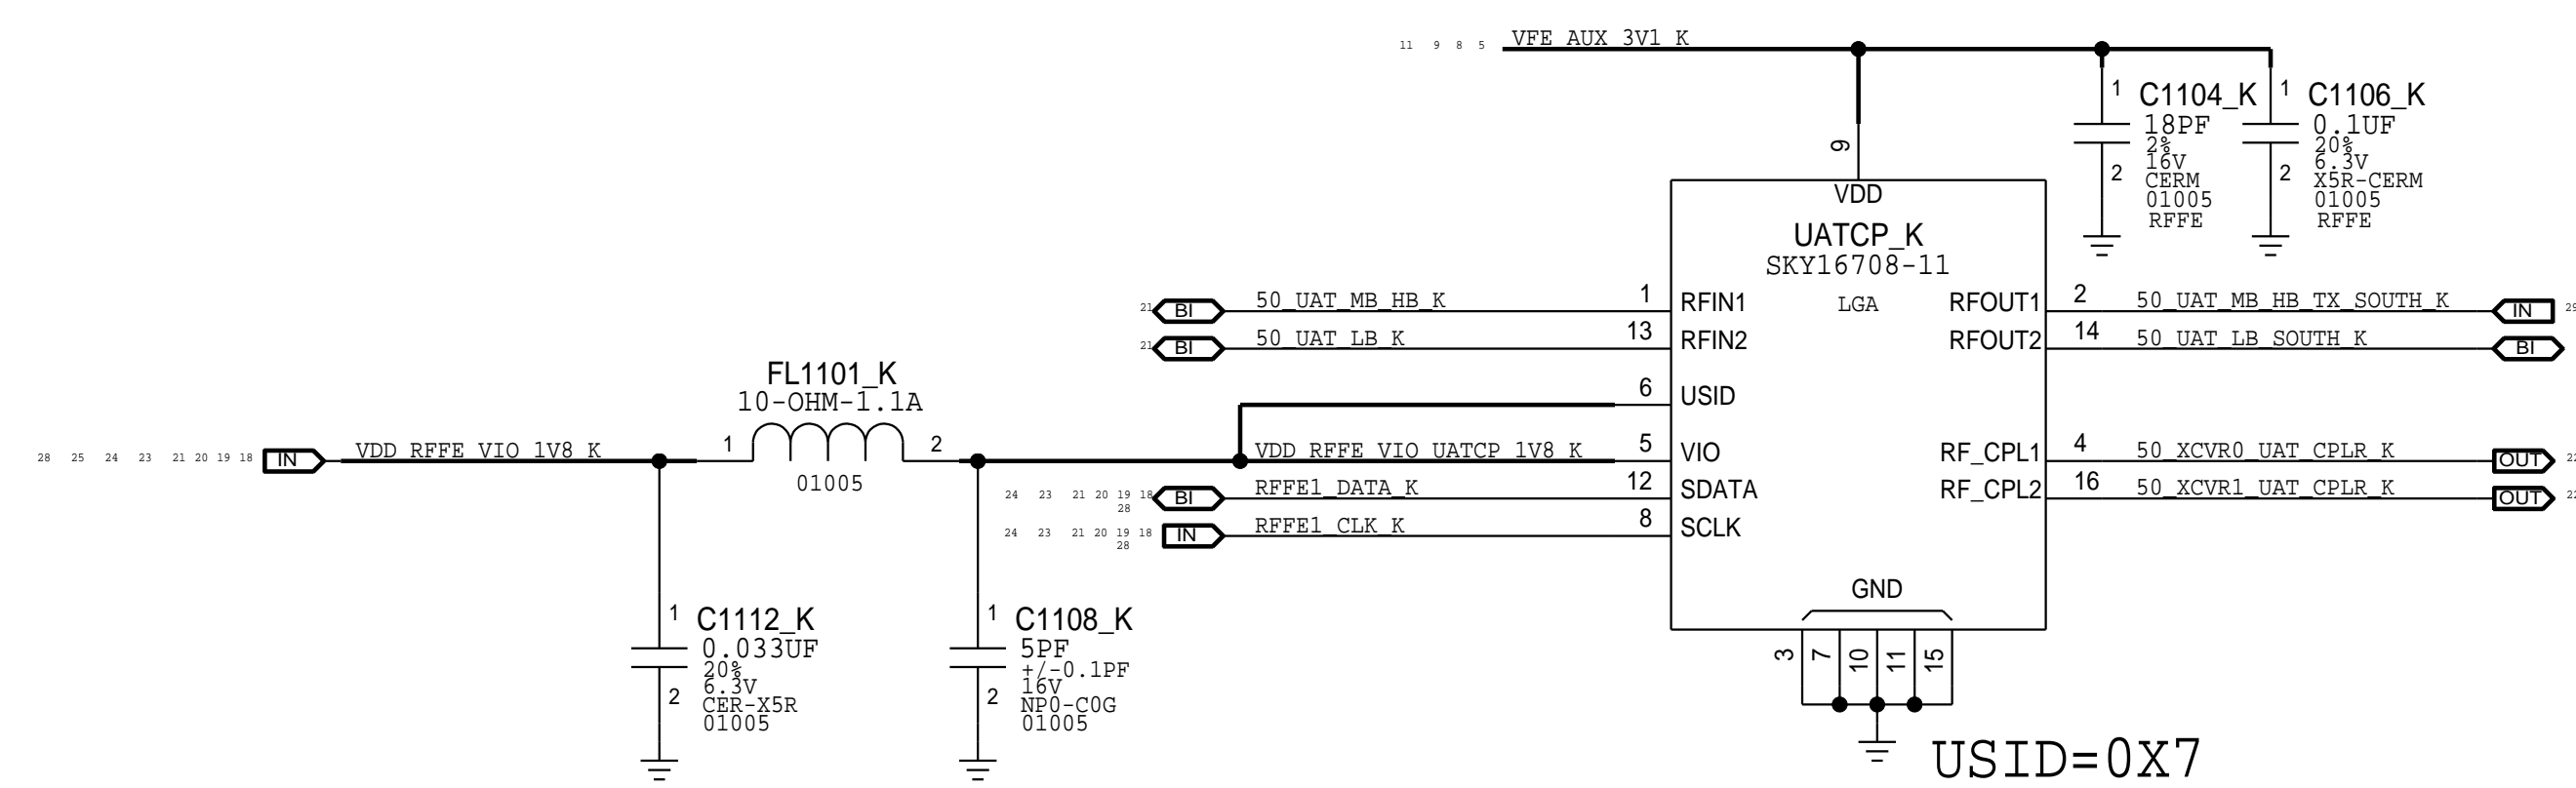 11 9 8 5 VFE_AUX_3V1_K
1 C1104_K
18PF
2%
16V
2 CERM
01005
RFFE
1 C1106_K
0.1UF
20%
6.3V
2 X5R-CERM
01005
RFFE
9
VDD
UATCP_K
SKY16708-11
LGA
21 BI 50_UAT_MB_HB_K 1 RFIN1
21 BI 50_UAT_LB_K 13 RFIN2
6 USID
VDD_RFFE_VIO_UATCP_1V8_K 5 VIO
24 23 21 20 19 18 BI RFFE1_DATA_K 12 SDATA
28
24 23 21 20 19 18 IN RFFE1_CLK_K 8 SCLK
28
RFOUT1 2 50_UAT_MB_HB_TX_SOUTH_K IN
RFOUT2 14 50_UAT_LB_SOUTH_K BI
RF_CPL1 4 50_XCVR0_UAT_CPLR_K OUT
RF_CPL2 16 50_XCVR1_UAT_CPLR_K OUT
FL1101_K
10-OHM-1.1A
1 2
01005
28 25 24 23 21 20 19 18 IN VDD_RFFE_VIO_1V8_K
1 C1112_K
0.033UF
20%
6.3V
2 CER-X5R
01005
1 C1108_K
5PF
+/-0.1PF
16V
2 NP0-C0G
01005
GND
3 7 10 11 15
USID=0X7